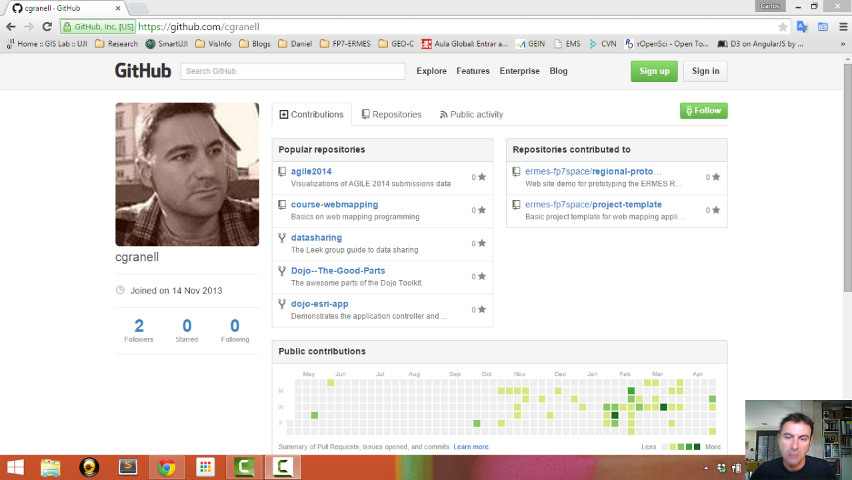 cgranell · GitHub
Carlos
GitHub, Inc. [US]
https://github.com/cgranell
Home :: GIS Lab :: UJI
Research
SmartUJI
VisInfo
Blogs
Daniel
FP7-ERMES
GEO-C
Aula Global: Entrar a...
GEIN
EMS
CVN
rOpenSci - Open To...
D3 on AngularJS by ...
GitHub
Search GitHub
Explore
Features
Enterprise
Blog
Sign up
Sign in
Contributions
Repositories
Public activity
Follow
Popular repositories
agile2014
0
Visualizations of AGILE 2014 submissions data
course-webmapping
0
Basics on web mapping programming
datasharing
0
The Leek group guide to data sharing
Dojo--The-Good-Parts
0
The awesome parts of the Dojo Toolkit
dojo-esri-app
0
Demonstrates the application controller and ...
Repositories contributed to
ermes-fp7space/regional-proto...
0
Web site demo for prototyping the ERMES R...
ermes-fp7space/project-template
0
Basic project template for web mapping appli...
cgranell
Joined on 14 Nov 2013
2
Followers
0
Starred
0
Following
Public contributions
May Jun Jul Aug Sep Oct Nov Dec Jan Feb Mar Apr
M
W
F
Summary of Pull Requests, issues opened, and commits. Learn more.
Less
More